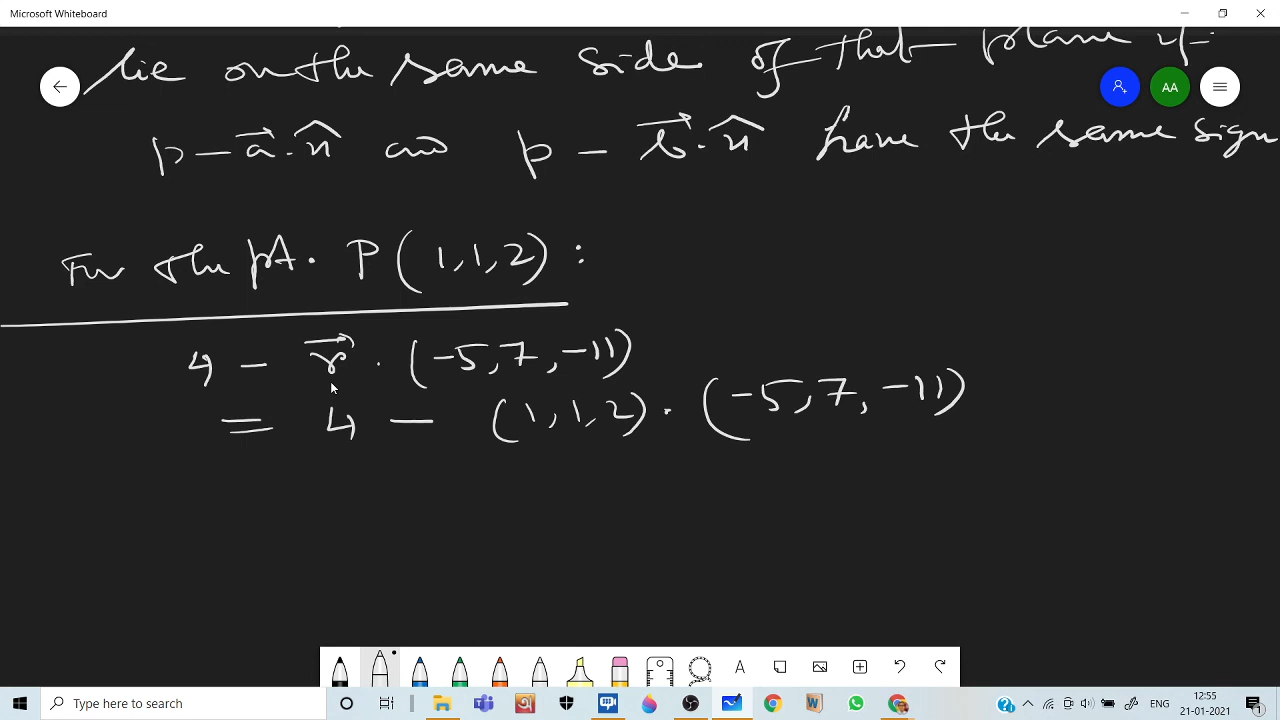 Microsoft Whiteboard
lie on the same side of that plane if
AA
p - a⃗ . n̂ and p - b⃗ . n̂ have the same sign
For the pt. P ( 1, 1, 2 ) :
4 - r⃗ . ( -5, 7, -11 )
= 4 - ( 1, 1, 2 ) . ( -5, 7, -11 )
A
Type here to search
ENG
12:55
21-01-2021